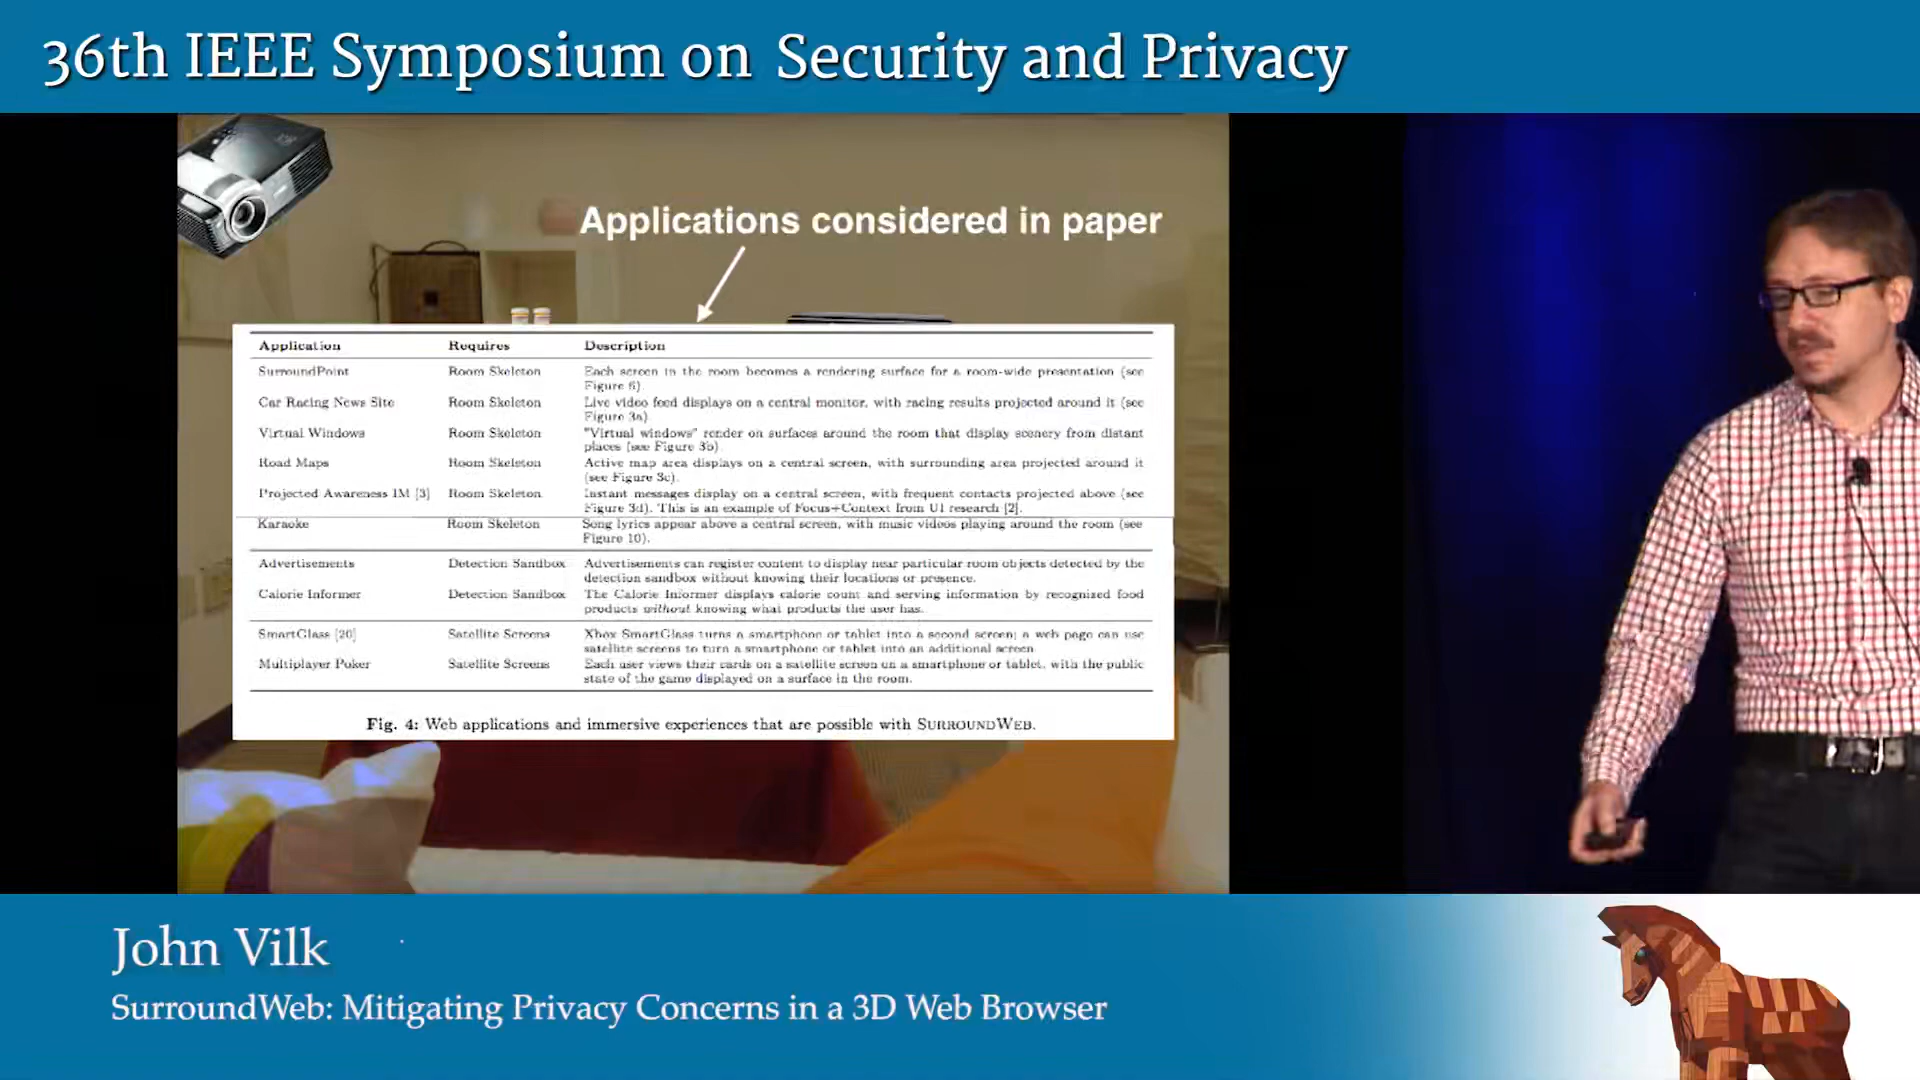 36th IEEE Symposium on Security and Privacy
Applications considered in paper
Application Requires Description
SurroundPoint Room Skeleton Each screen in the room becomes a rendering surface for a room-wide presentation (see
Figure 6).
Car Racing News Site Room Skeleton Live video feed displays on a central monitor, with racing results projected around it (see
Figure 3a).
Virtual Windows Room Skeleton "Virtual windows" render on surfaces around the room that display scenery from distant
places (see Figure 3b).
Road Maps Room Skeleton Active map area displays on a central screen, with surrounding area projected around it
(see Figure 3c).
Projected Awareness IM [3] Room Skeleton Instant messages display on a central screen, with frequent contacts projected above (see
Figure 3d). This is an example of Focus+Context from UI research [2].
Karaoke Room Skeleton Song lyrics appear above a central screen, with music videos playing around the room (see
Figure 10).
Advertisements Detection Sandbox Advertisements can register content to display near particular room objects detected by the
detection sandbox without knowing their locations or presence.
Calorie Informer Detection Sandbox The Calorie Informer displays calorie count and serving information by recognized food
products without knowing what products the user has.
SmartGlass [20] Satellite Screens Xbox SmartGlass turns a smartphone or tablet into a second screen; a web page can use
satellite screens to turn a smartphone or tablet into an additional screen.
Multiplayer Poker Satellite Screens Each user views their cards on a satellite screen on a smartphone or tablet, with the public
state of the game displayed on a surface in the room.
Fig. 4: Web applications and immersive experiences that are possible with SURROUNDWEB.
John Vilk
SurroundWeb: Mitigating Privacy Concerns in a 3D Web Browser